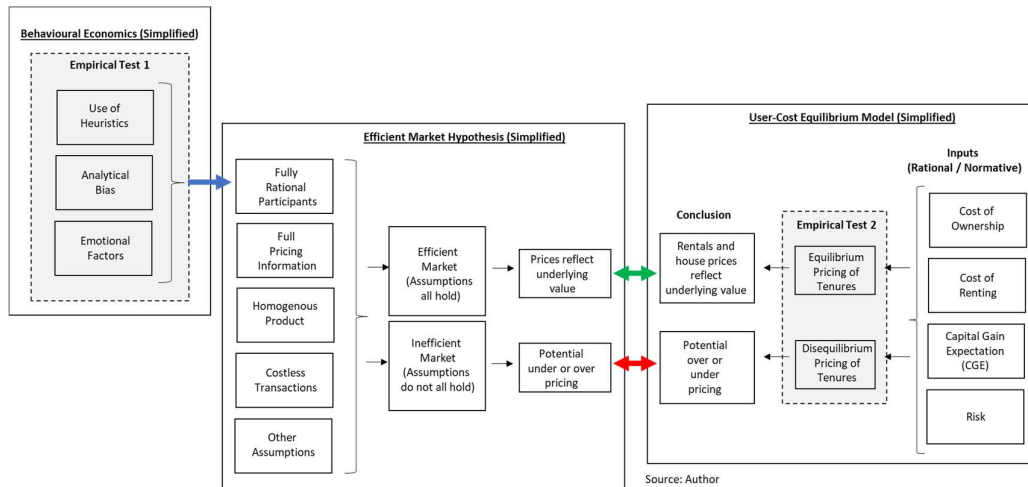 Behavioural Economics (Simplified)
Empirical Test 1
Use of
Heuristics
Analytical
Bias
Emotional
Factors
Efficient Market Hypothesis (Simplified)
Fully
Rational
Participants
Full
Pricing
Information
Homogenous
Product
Costless
Transactions
Other
Assumptions
Efficient
Market
(Assumptions
all hold)
Inefficient
Market
(Assumptions
do not all hold)
Prices reflect
underlying
value
Potential
under or over
pricing
User-Cost Equilibrium Model (Simplified)
Conclusion
Rentals and
house prices
reflect
underlying value
Potential
over or
under
pricing
Empirical Test 2
Equilibrium
Pricing of
Tenures
Disequilibrium
Pricing of
Tenures
Inputs
(Rational / Normative)
Cost of
Ownership
Cost of
Renting
Capital Gain
Expectation
(CGE)
Risk
Source: Author